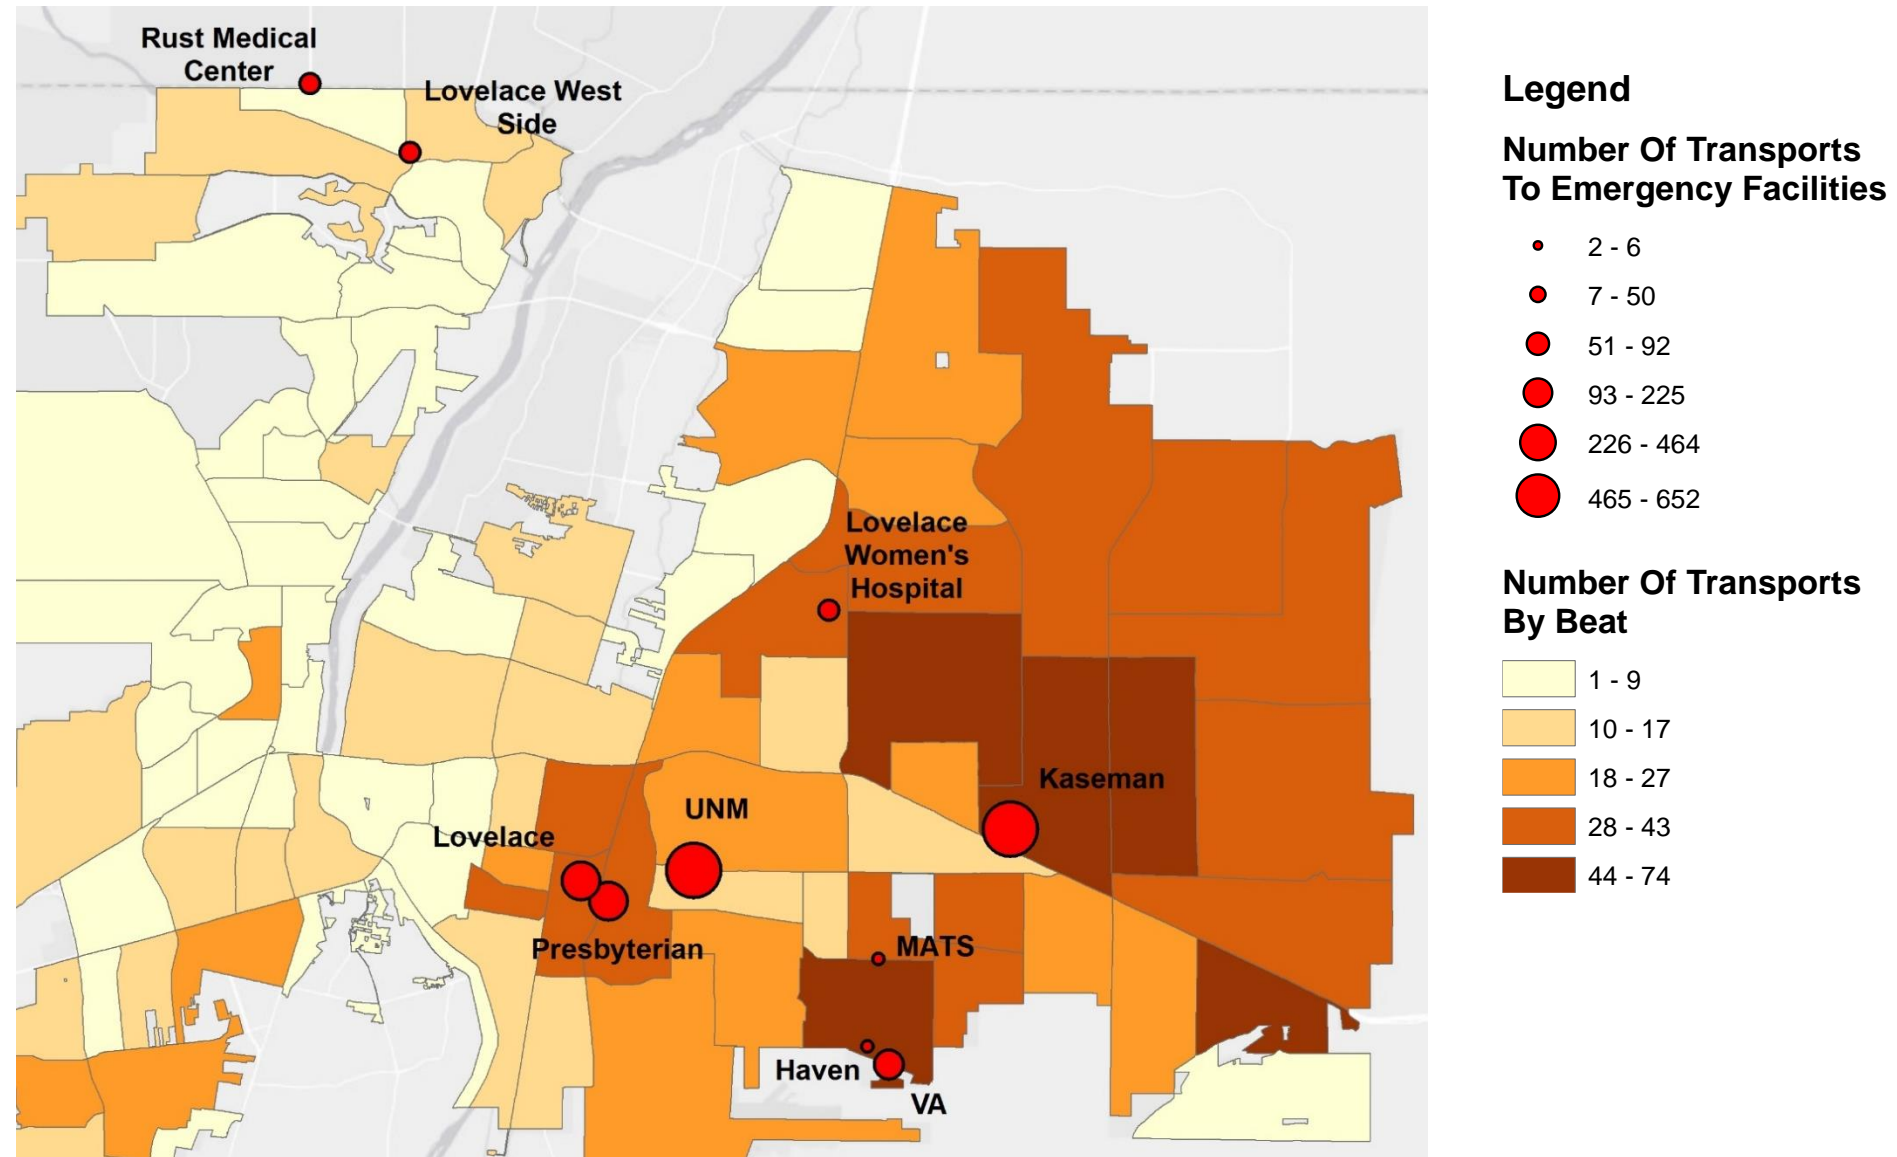 Rust Medical
Center
Lovelace West
Side
Lovelace
Women's
Hospital
Kaseman
UNM
Lovelace
Presbyterian
MATS
Haven
VA
Legend
Number Of Transports
To Emergency Facilities
2 - 6
7 - 50
51 - 92
93 - 225
226 - 464
465 - 652
Number Of Transports
By Beat
1 - 9
10 - 17
18 - 27
28 - 43
44 - 74